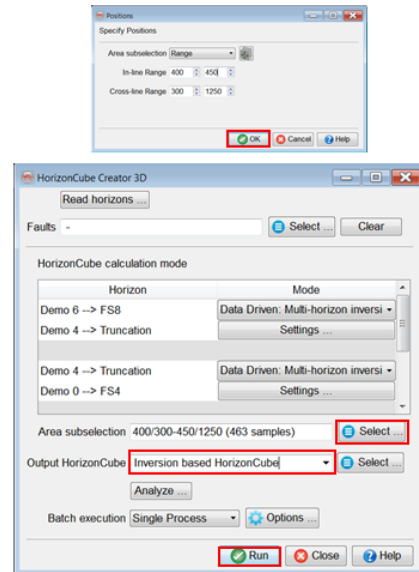 Positions
Specify Positions
Area subselection Range
In-line Range 400 450
Cross-line Range 300 1250
OK Cancel Help
HorizonCube Creator 3D
Read horizons ...
Faults - Select ... Clear
HorizonCube calculation mode
Horizon Mode
Demo 6 --> FS8 Data Driven: Multi-horizon inversi
Demo 4 --> Truncation Settings ...
Demo 4 --> Truncation Data Driven: Multi-horizon inversi
Demo 0 --> FS4 Settings ...
Area subselection 400/300-450/1250 (463 samples) Select ...
Output HorizonCube Inversion based HorizonCube Select ...
Analyze ...
Batch execution Single Process Options ...
Run Close Help